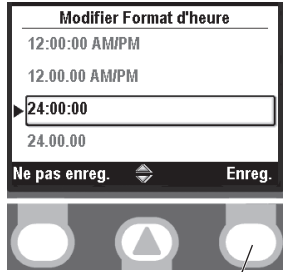 Modifier Format d'heure
12:00:00 AM/PM
12.00.00 AM/PM
24:00:00
24.00.00
Ne pas enreg. Enreg.